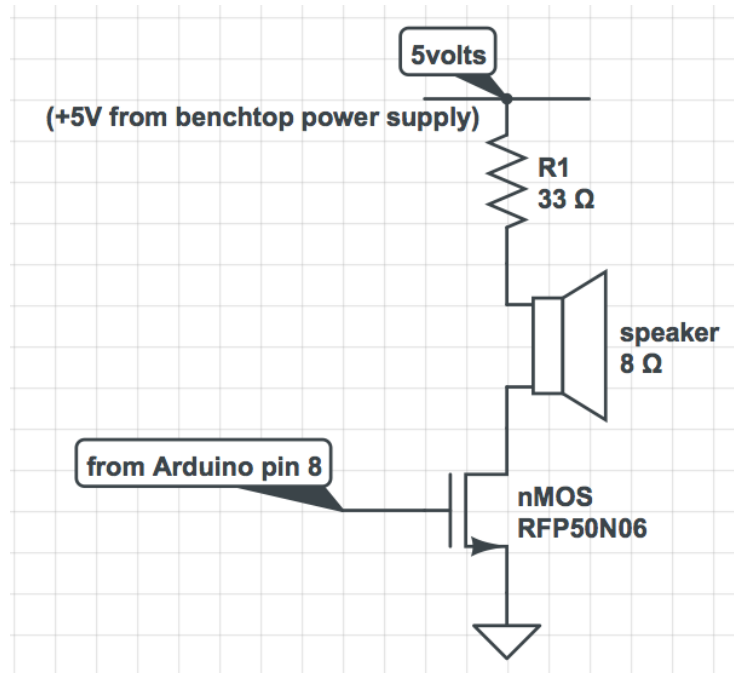 5volts
(+5V from benchtop power supply)
R1
33 Ω
speaker
8 Ω
from Arduino pin 8
nMOS
RFP50N06